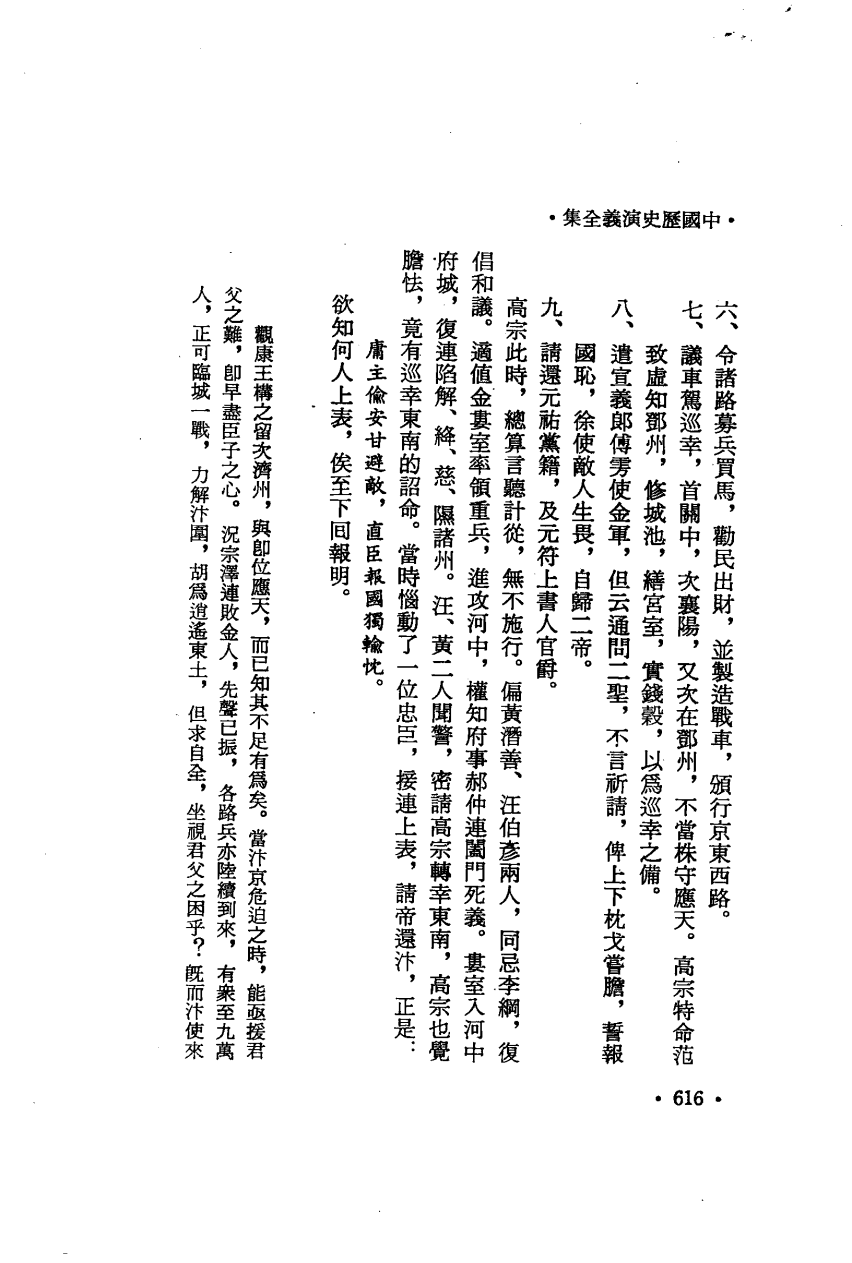 •中國歷史演義全集•
六、令諸路募兵買馬，勸民出財，並製造戰車，頒行京東西路。
七、議車駕巡幸，首關中，次襄陽，又次在鄧州，不當株守應天。高宗特命范
致虛知鄧州，修城池，繕宮室，實錢穀，以爲巡幸之備。
八、遣宣義郎傅雱使金軍，但云通問二聖，不言祈請，俾上下枕戈嘗膽，誓報
國恥，徐使敵人生畏，自歸二帝。
九、請還元祐黨籍，及元符上書人官爵。
高宗此時，總算言聽計從，無不施行。偏黃潛善、汪伯彥兩人，同忌李綱，復
倡和議。適值金婁室率領重兵，進攻河中，權知府事郝仲連闔門死義。婁室入河中
府城，復連陷解、絳、慈、隰諸州。汪、黃二人聞警，密請高宗轉幸東南，高宗也覺
膽怯，竟有巡幸東南的詔命。當時惱動了一位忠臣，接連上表，請帝還汴，正是：
庸主偷安甘避敵，直臣報國獨輸忱。
欲知何人上表，俟至下回報明。
觀康王構之留次濟州，與卽位應天，而已知其不足有爲矣。當汴京危迫之時，能亟援君
父之難，卽早盡臣子之心。況宗澤連敗金人，先聲已振，各路兵亦陸續到來，有衆至九萬
人，正可臨城一戰，力解汴圍，胡爲逍遙東土，但求自全，坐視君父之困乎？旣而汴使來
•616•